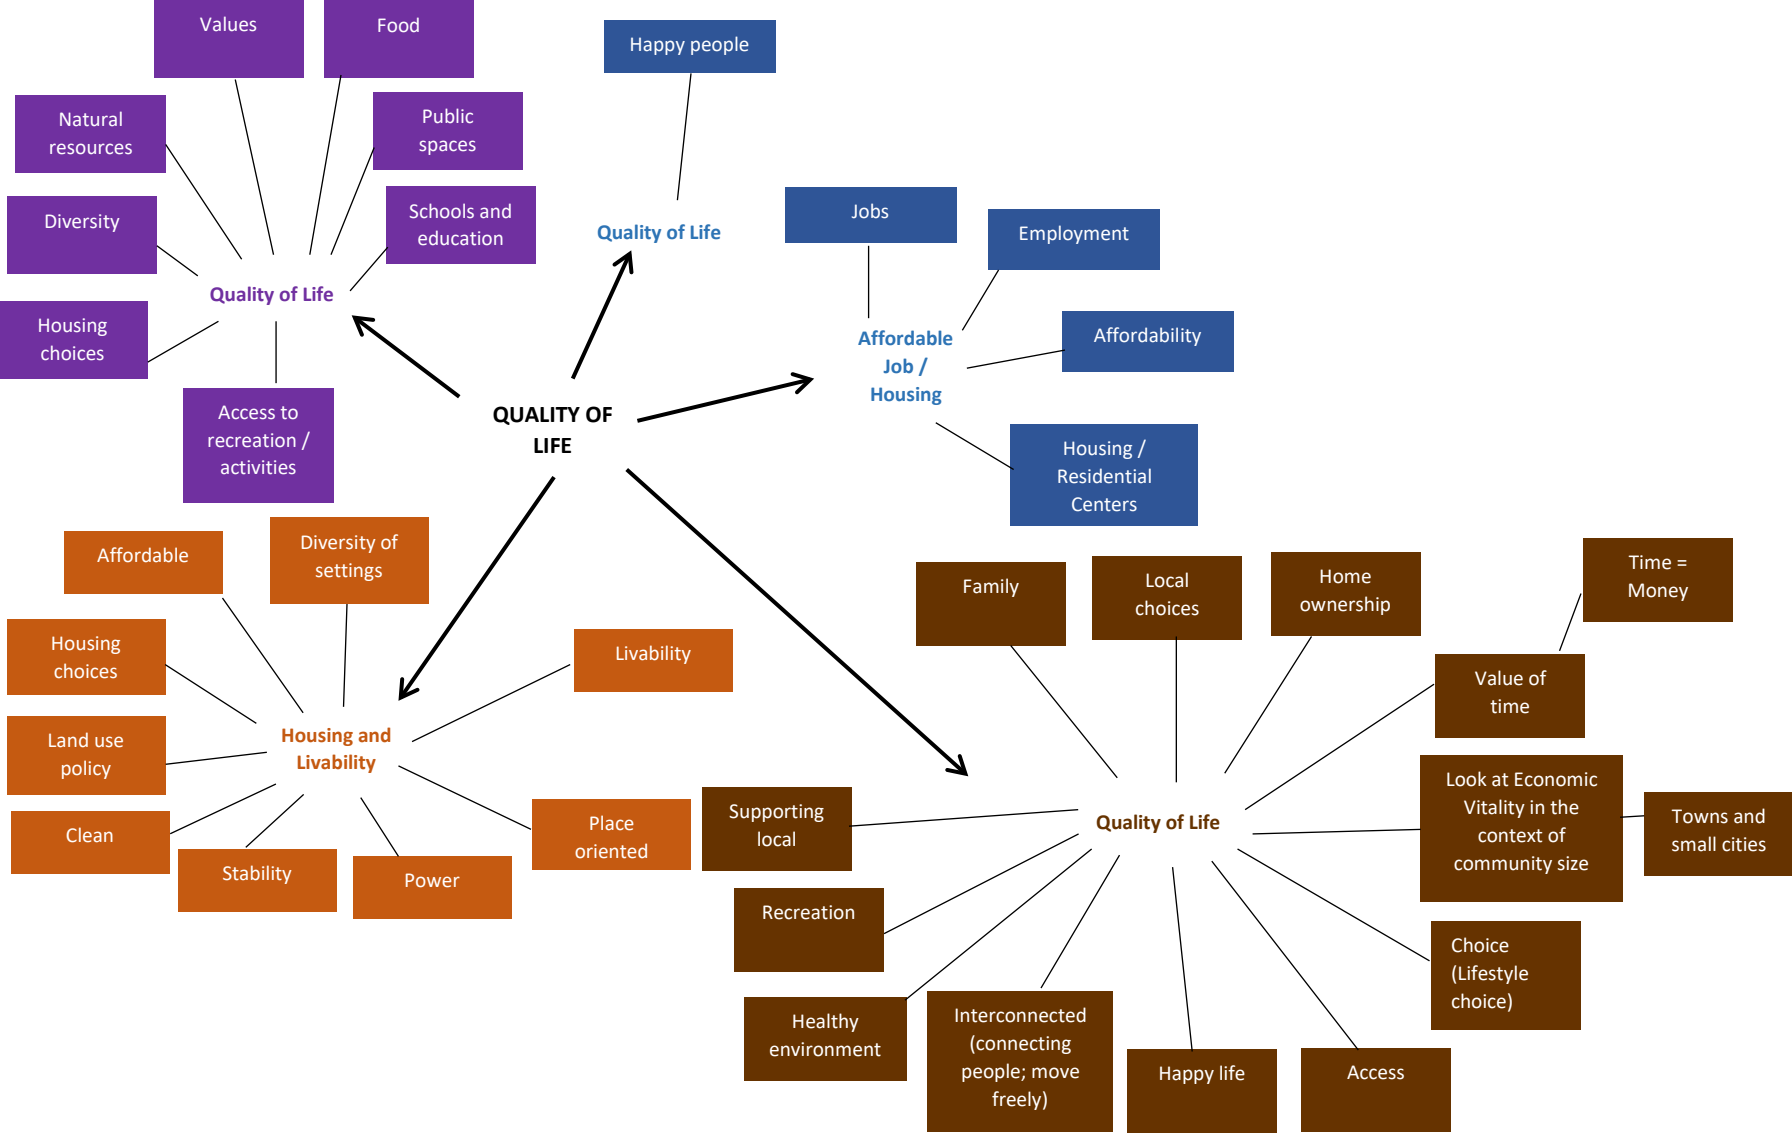 Values
Food
Natural
resources
Public
spaces
Diversity
Schools and
education
Quality of Life
Housing
choices
Access to
recreation /
activities
Happy people
Quality of Life
Jobs
Employment
Affordable
Job /
Housing
Affordability
Housing /
Residential
Centers
QUALITY OF
LIFE
Affordable
Diversity of
settings
Housing
choices
Livability
Land use
policy
Housing and
Livability
Clean
Stability
Power
Place
oriented
Family
Local
choices
Home
ownership
Time =
Money
Value of
time
Supporting
local
Quality of Life
Look at Economic
Vitality in the
context of
community size
Towns and
small cities
Recreation
Choice
(Lifestyle
choice)
Healthy
environment
Interconnected
(connecting
people; move
freely)
Happy life
Access